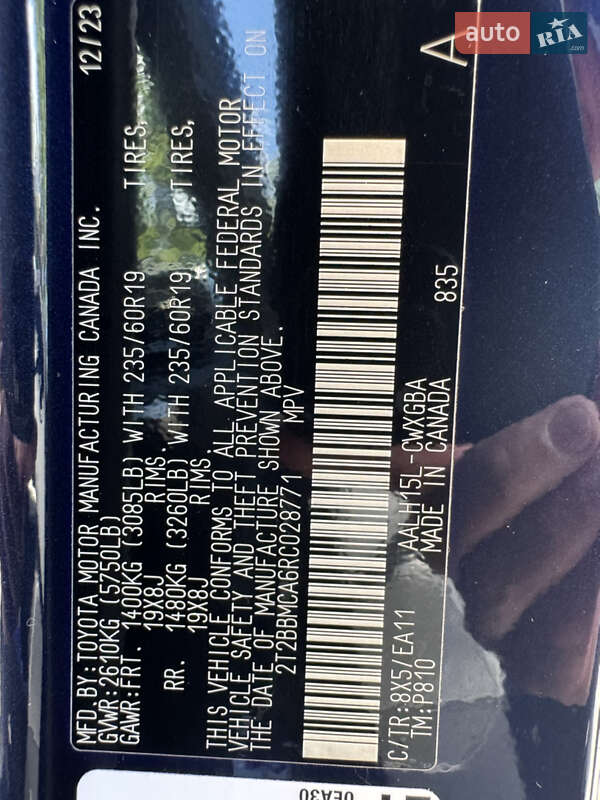 auto RIA .com
MFD.BY:TOYOTA MOTOR MANUFACTURING CANADA INC. 12/23
GVWR:2610KG (5750LB)
GAWR:FRT. 1400KG (3085LB) WITH 235/60R19 TIRES,
19X8J RIMS.
RR. 1480KG (3260LB) WITH 235/60R19 TIRES,
19X8J RIMS.
THIS VEHICLE CONFORMS TO ALL APPLICABLE FEDERAL MOTOR
VEHICLE SAFETY AND THEFT PREVENTION STANDARDS IN EFFECT ON
THE DATE OF MANUFACTURE SHOWN ABOVE.
2T2BBMCA6RC028771 MPV A
C/TR:8X5/EA11 AALH15L-CWXGBA 835
TM:P810 MADE IN CANADA
0EA30